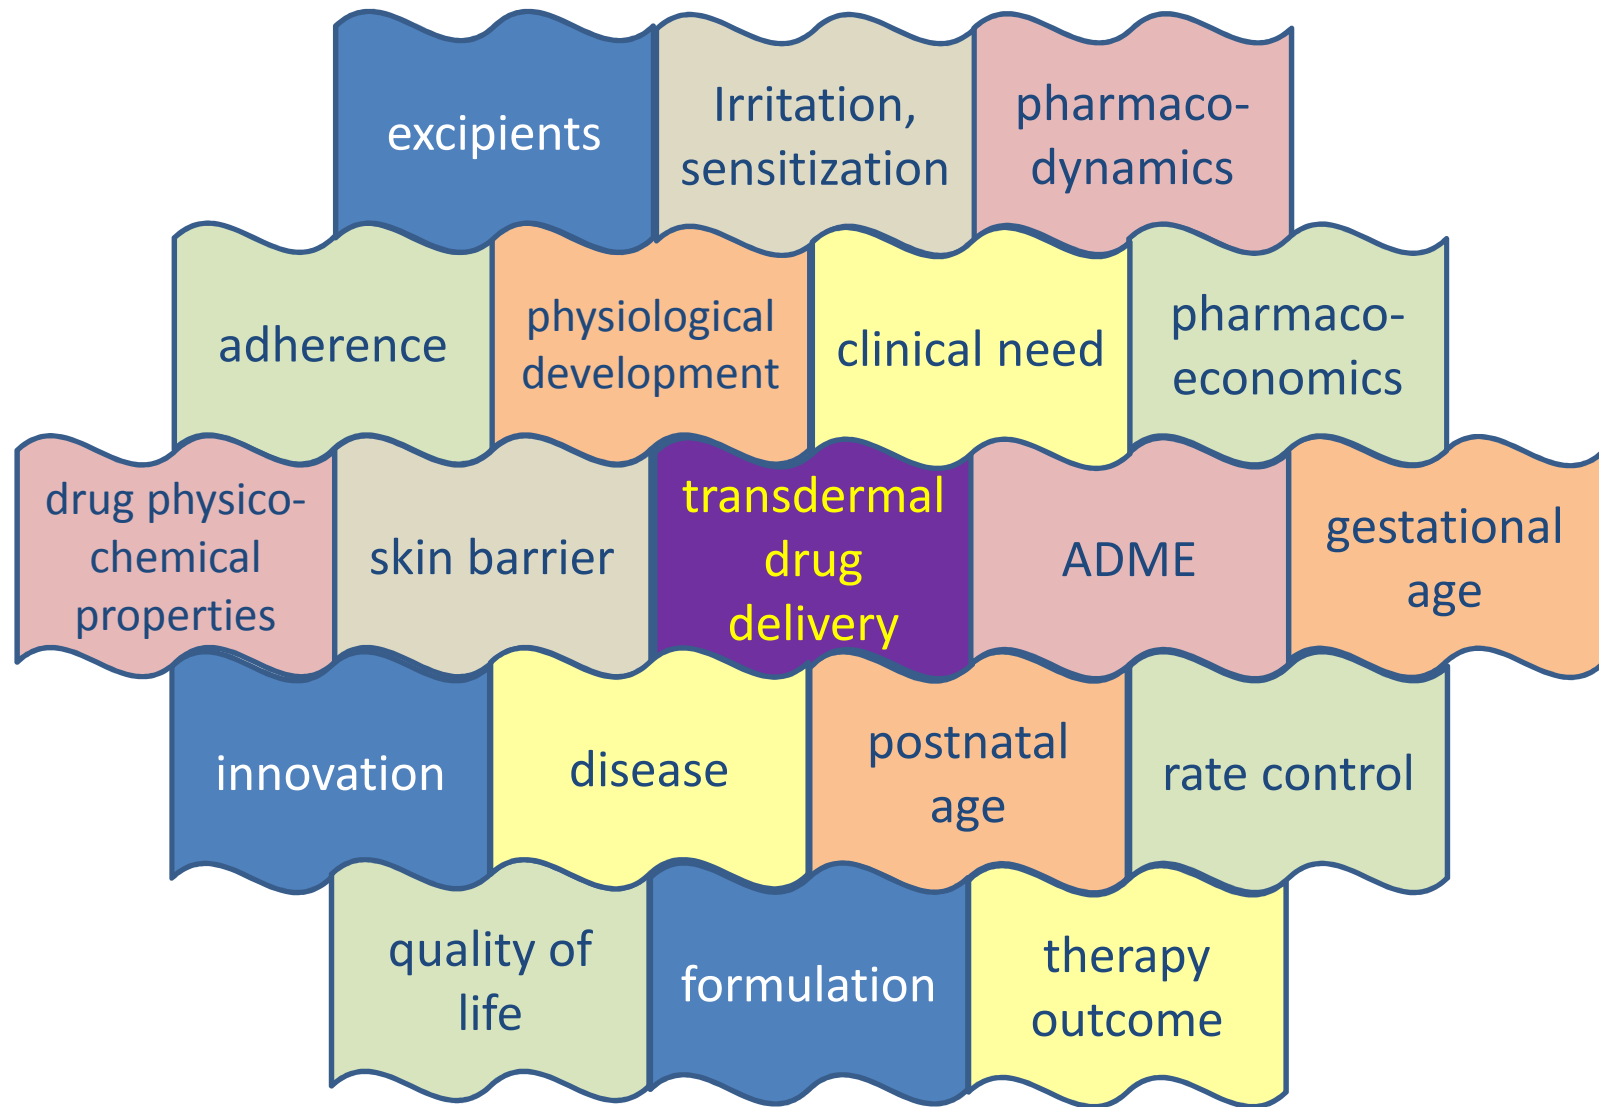 excipients
Irritation,
sensitization
pharmaco-
dynamics
adherence
physiological
development
clinical need
pharmaco-
economics
drug physico-
chemical
properties
skin barrier
transdermal
drug
delivery
ADME
gestational
age
innovation
disease
postnatal
age
rate control
quality of
life
formulation
therapy
outcome